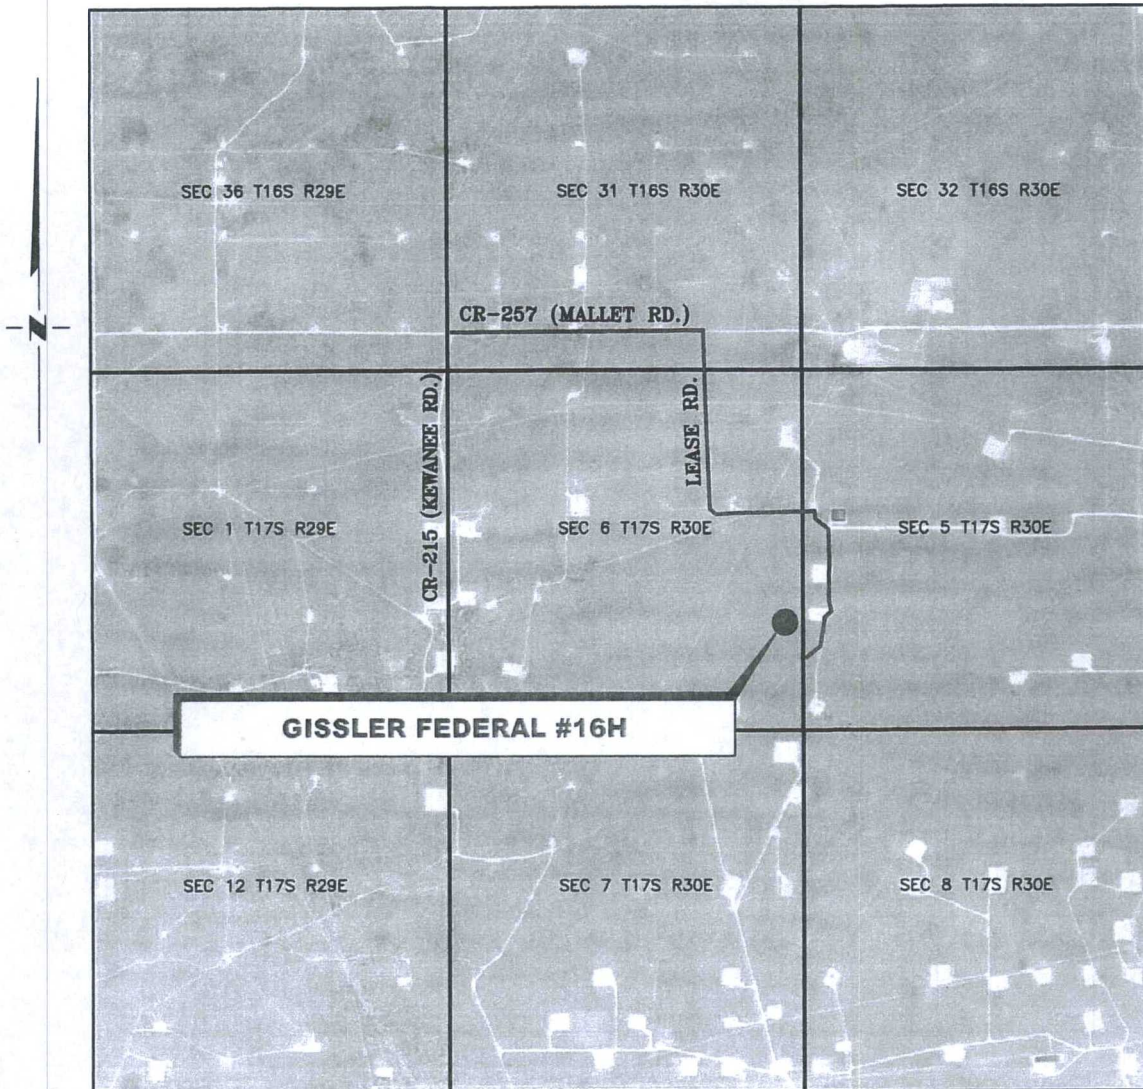 SEC 36 T16S R29E
SEC 31 T16S R30E
SEC 32 T16S R30E
N
CR-257 (MALLET RD.)
CR-215 (KEWANEE RD.)
LEASE RD.
SEC 1 T17S R29E
SEC 6 T17S R30E
SEC 5 T17S R30E
GISSLER FEDERAL #16H
SEC 12 T17S R29E
SEC 7 T17S R30E
SEC 8 T17S R30E